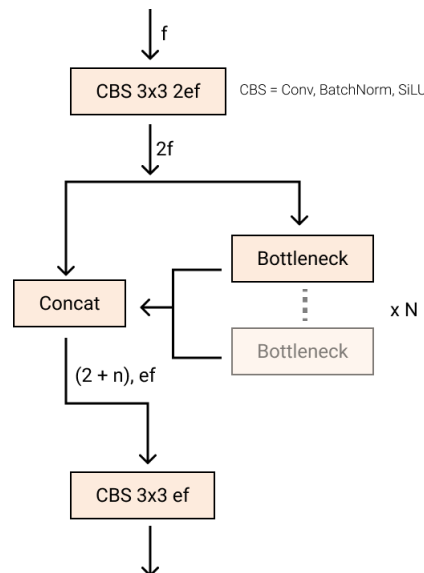 f
CBS 3x3 2ef
CBS = Conv, BatchNorm, SiLU
2f
Bottleneck
Concat
x N
Bottleneck
(2 + n), ef
CBS 3x3 ef